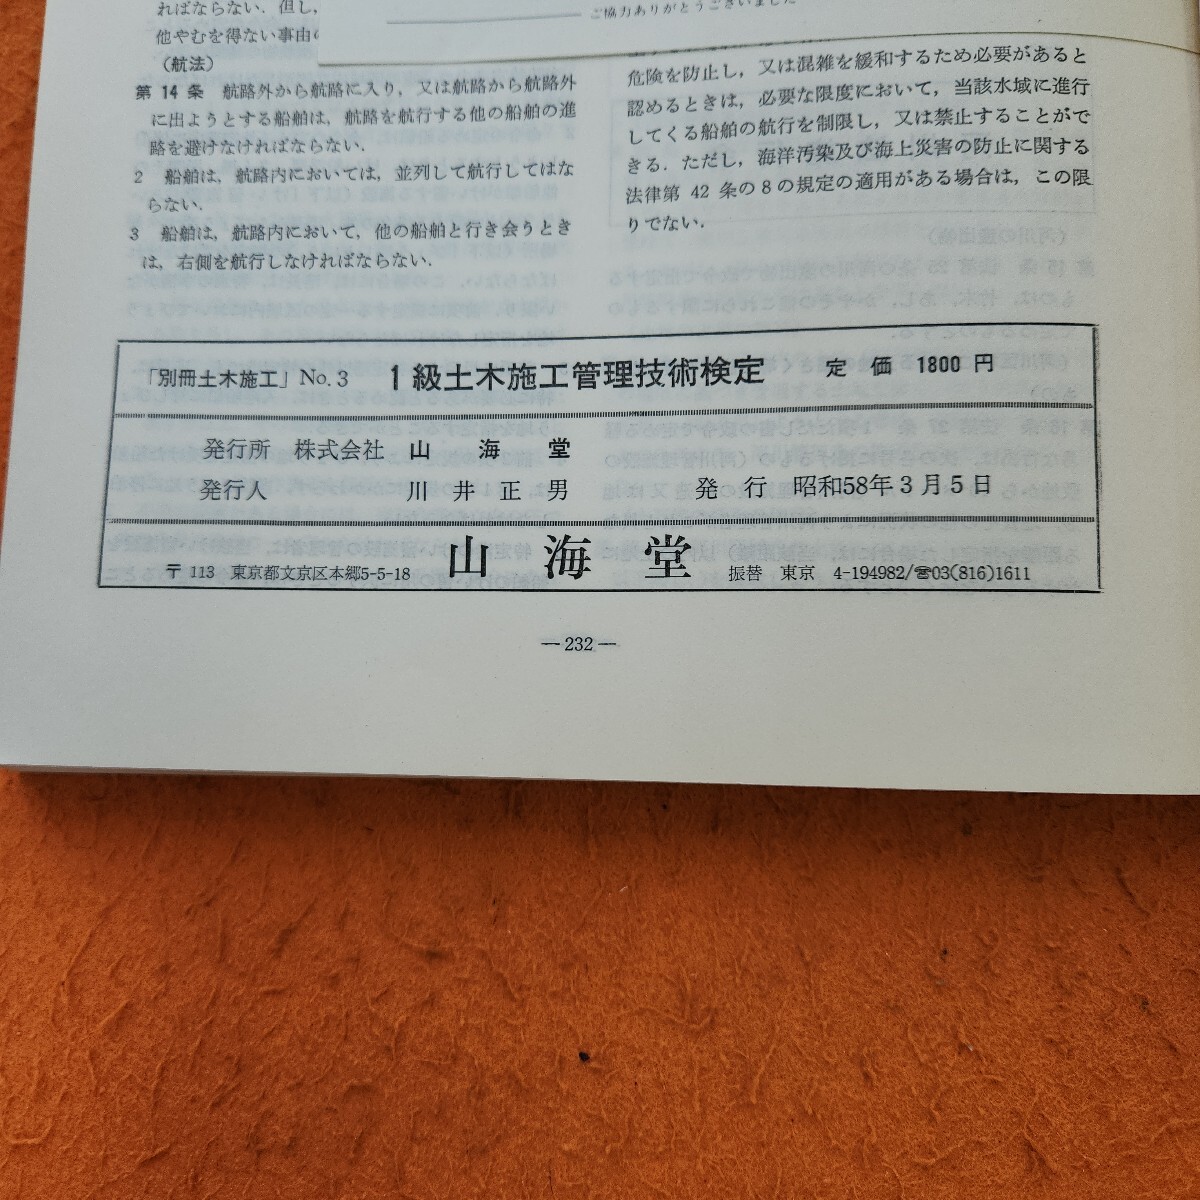 ご協力ありがとうございました
ればならない．但し，
他やむを得ない事由
（航法）
第14条 航路外から航路に入り，又は航路から航路外
に出ようとする船舶は，航路を航行する他の船舶の進
路を避けなければならない．
2 船舶は，航路内においては，並列して航行してはな
らない．
3 船舶は，航路内において，他の船舶と行き会うとき
は，右側を航行しなければならない．
危険を防止し，又は混雑を緩和するため必要があると
認めるときは，必要な限度において，当該水域に進行
してくる船舶の航行を制限し，又は禁止することがで
きる．ただし，海洋汚染及び海上災害の防止に関する
法律第 42 条の8の規定の適用がある場合は，この限
りでない．
「別冊土木施工」No.3 1級土木施工管理技術検定 定価 1800円
発行所 株式会社 山海堂
発行人 川井正男 発行 昭和58年3月5日
〒113 東京都文京区本郷5-5-18 山海堂 振替 東京 4-194982/☎03(816)1611
―232―